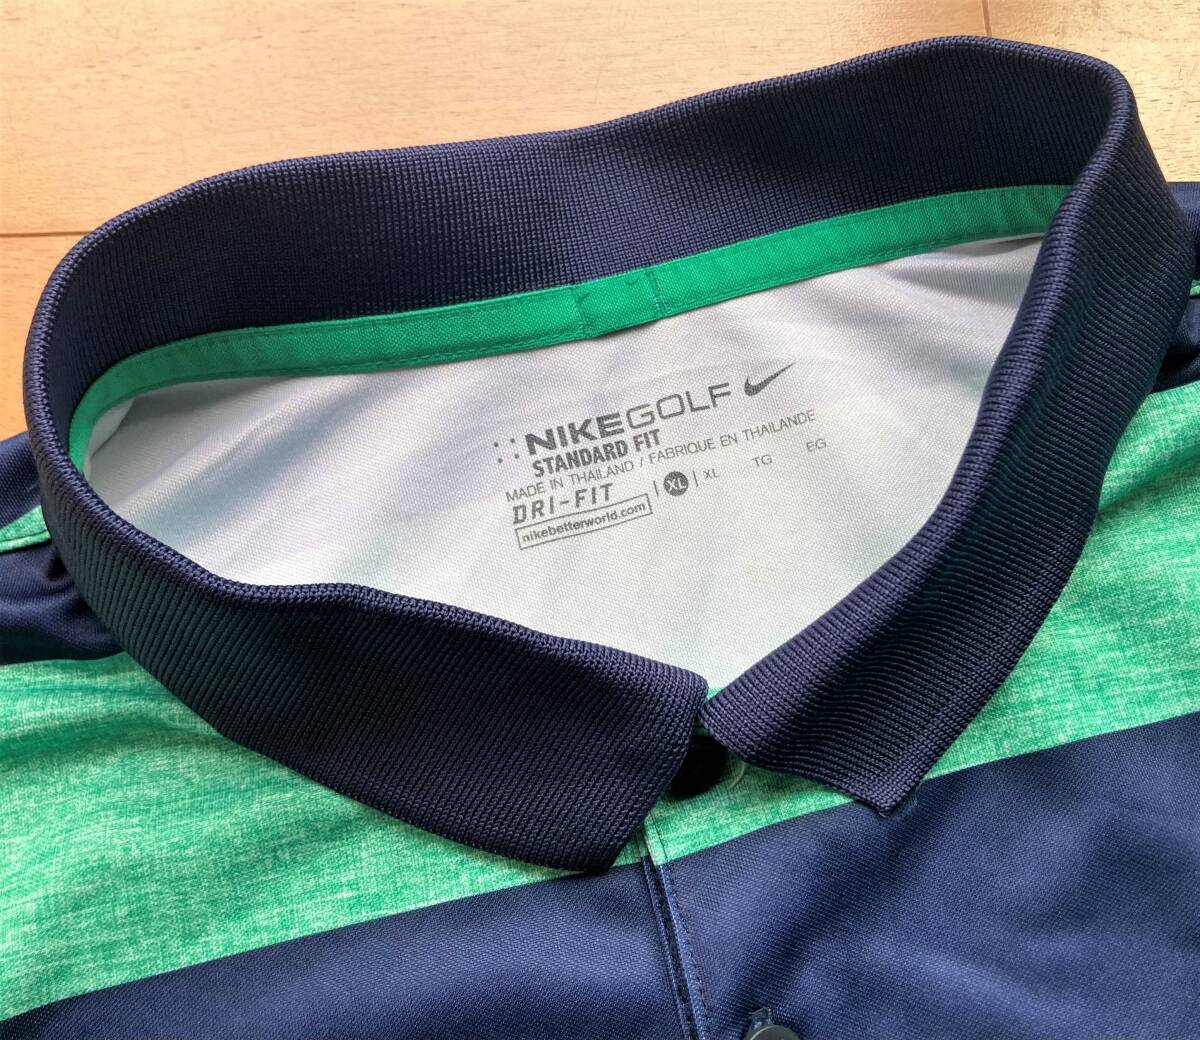 NIKEGOLF
STANDARD FIT
MADE IN THAILAND / FABRIQUE EN THAILANDE
DRI-FIT | XL | XL TG EG
nikebetterworld.com